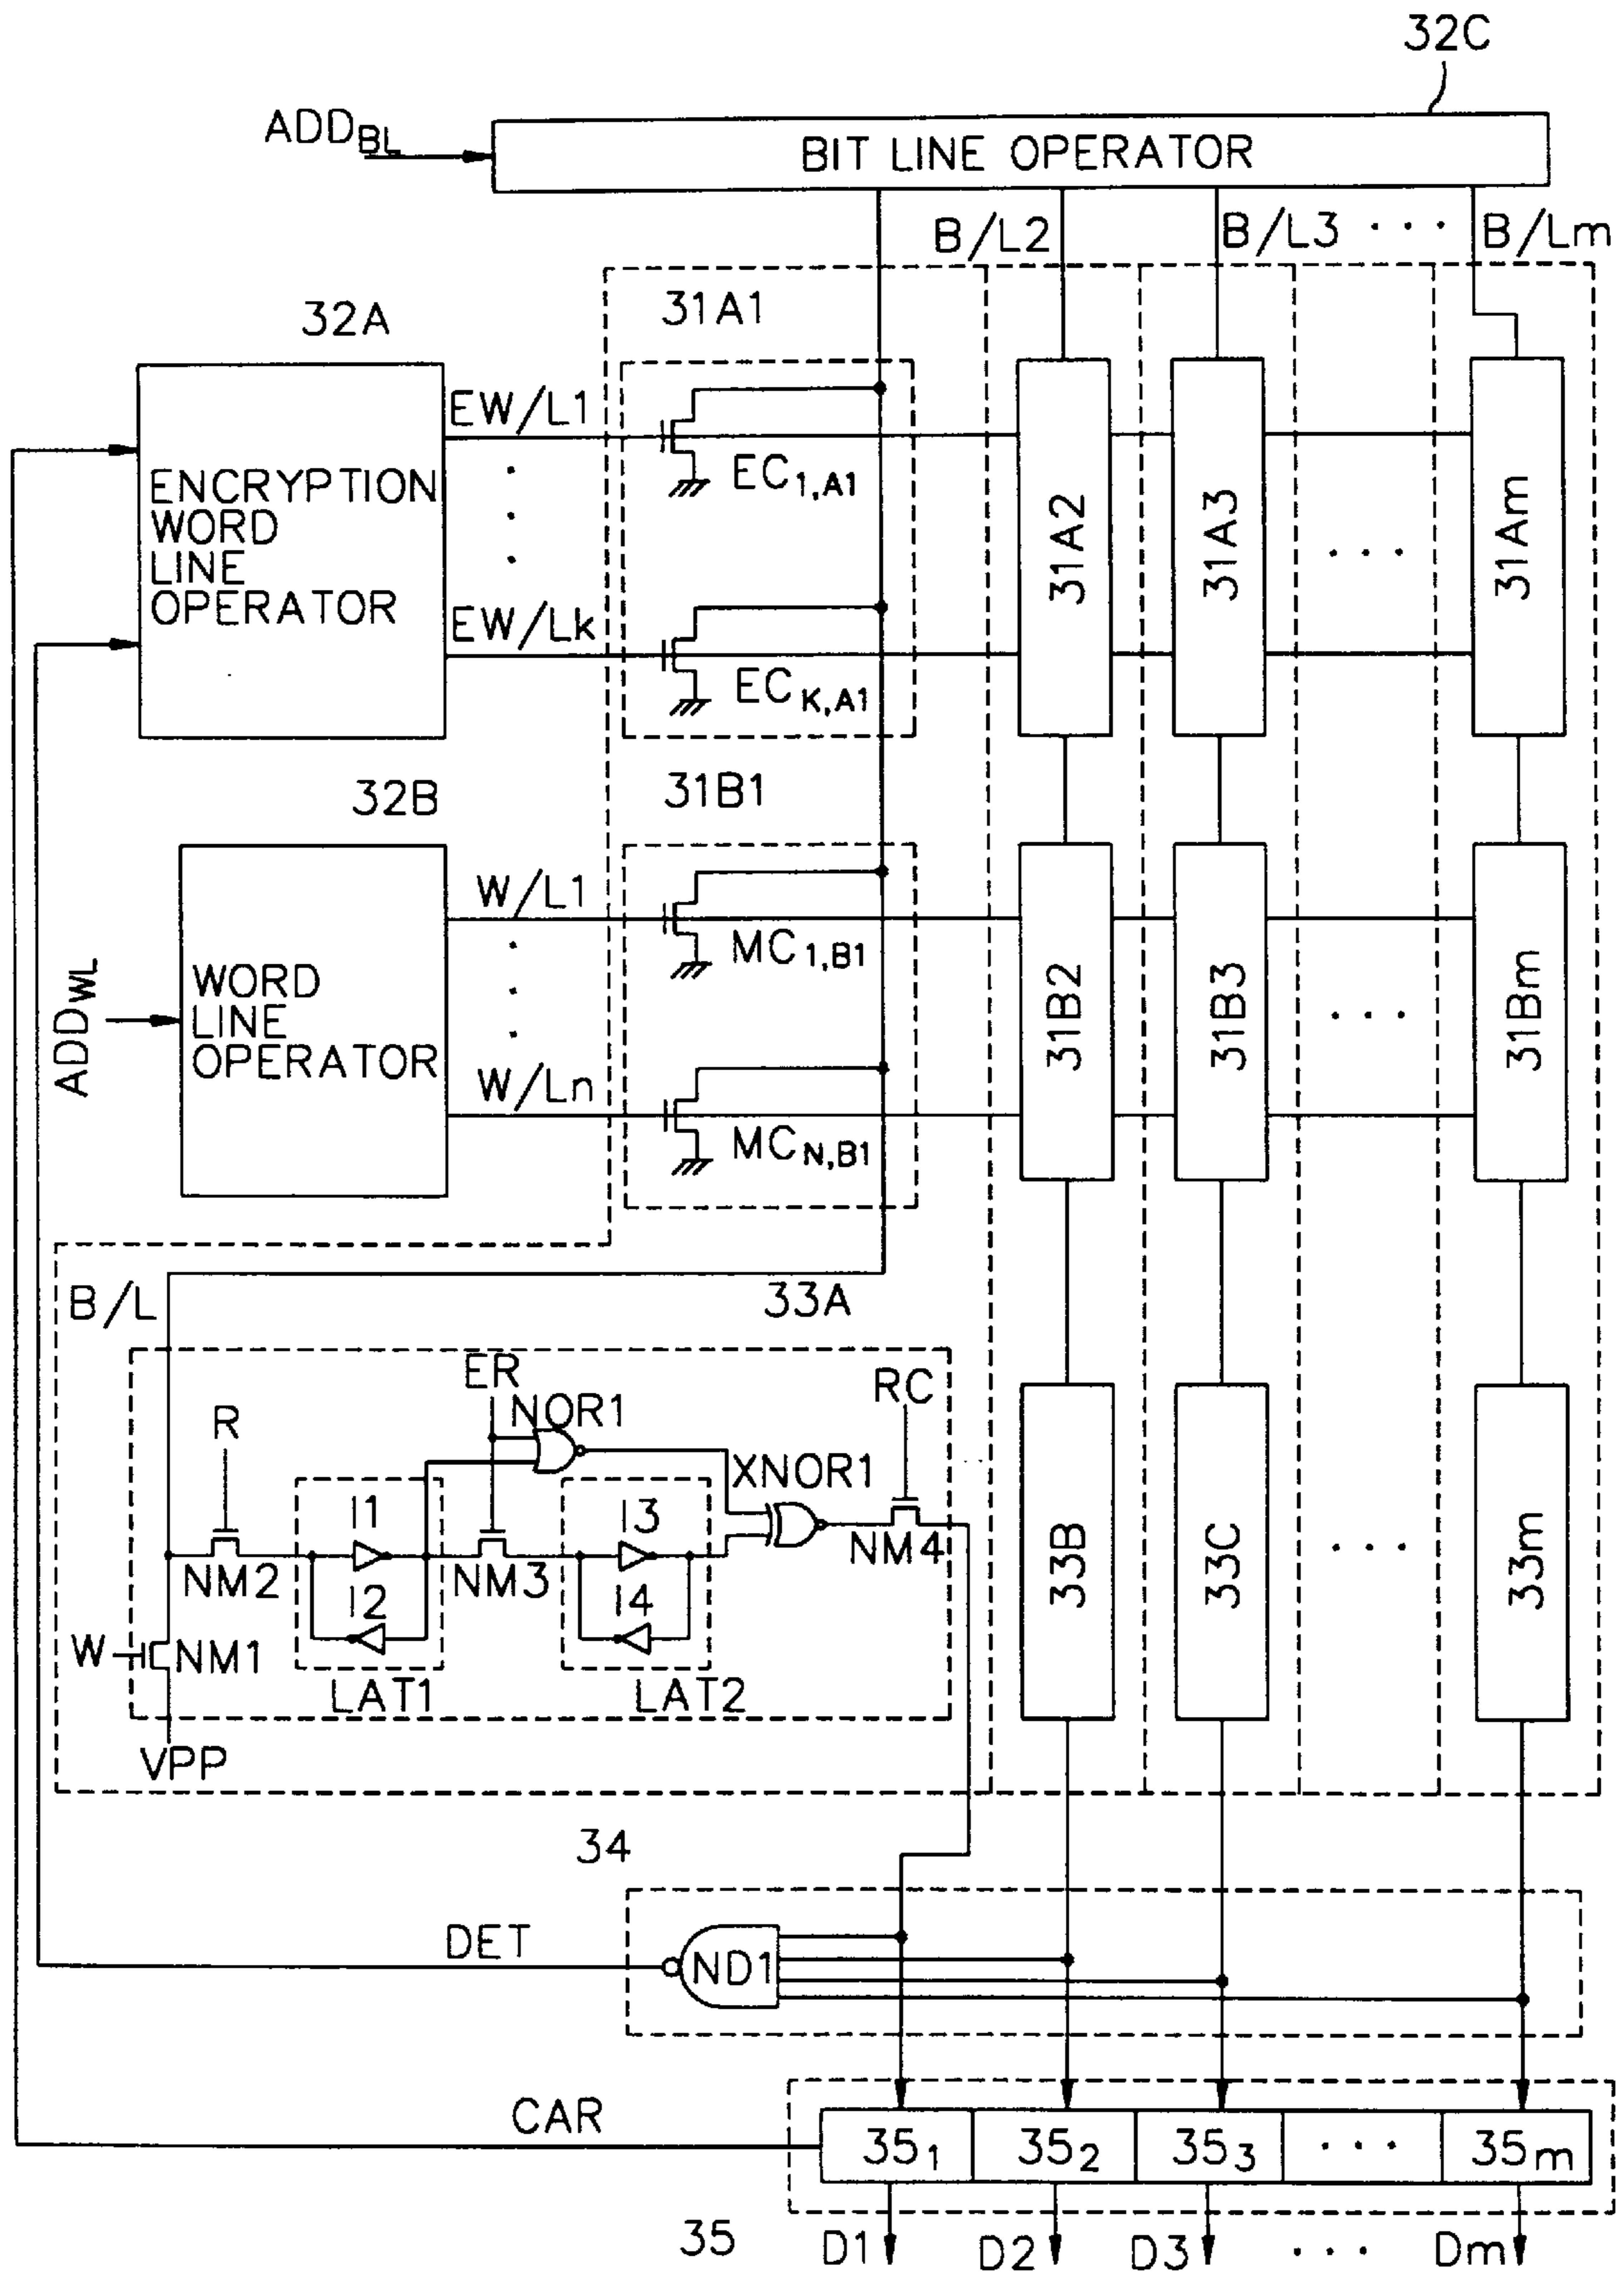 32C
ADD_BL
BIT LINE OPERATOR
B/L2
B/L3
. . .
B/Lm
32A
31A1
EW/L1
ENCRYPTION
WORD
LINE
OPERATOR
EC1,A1
31A2
31A3
. . .
31Am
EW/Lk
ECK,A1
32B
31B1
W/L1
MC1,B1
ADDWL
WORD
LINE
OPERATOR
31B2
31B3
. . .
31Bm
W/Ln
MCN,B1
B/L
33A
ER
NOR1
RC
R
XNOR1
I1
I3
NM2
NM3
NM4
I2
I4
33B
33C
. . .
33m
W
NM1
LAT1
LAT2
VPP
34
DET
ND1
CAR
351
352
353
. . .
35m
35
D1
D2
D3
. . .
Dm